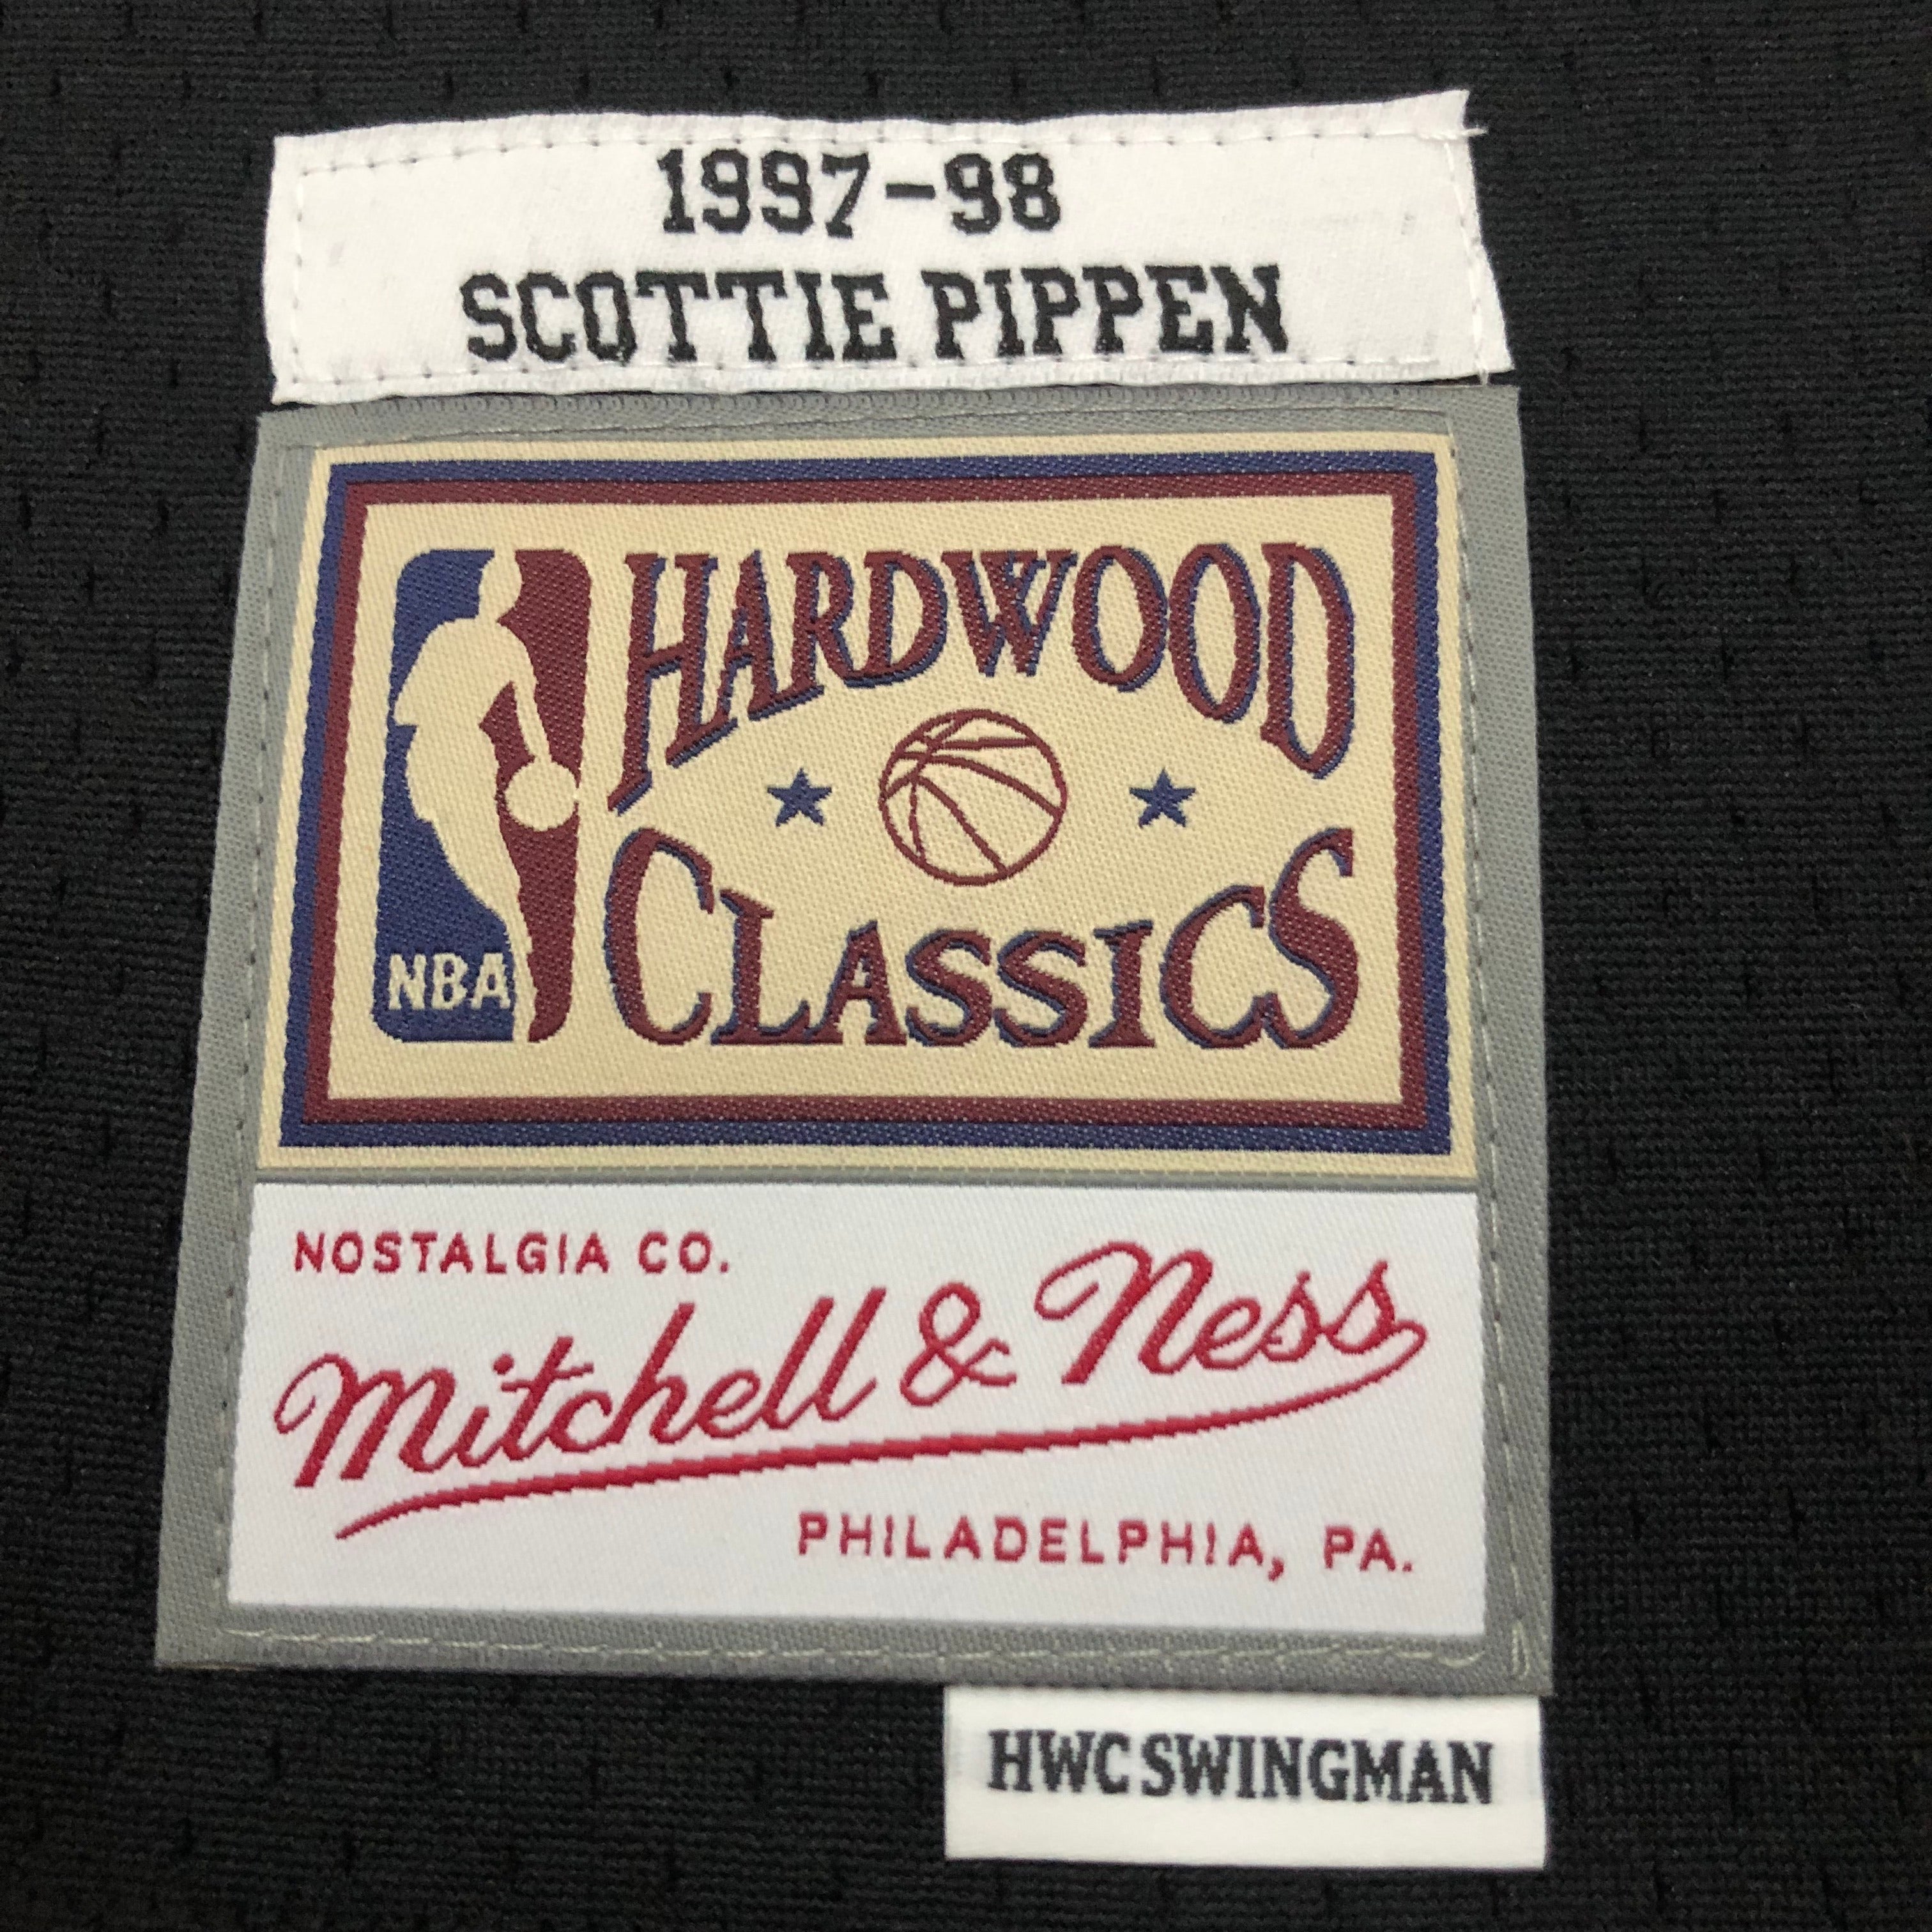 1997-98
SCOTTIE PIPPEN
HARDWOOD
CLASSICS
NBA
NOSTALGIA CO.
Mitchell & Ness
PHILADELPHIA, PA.
HWC SWINGMAN